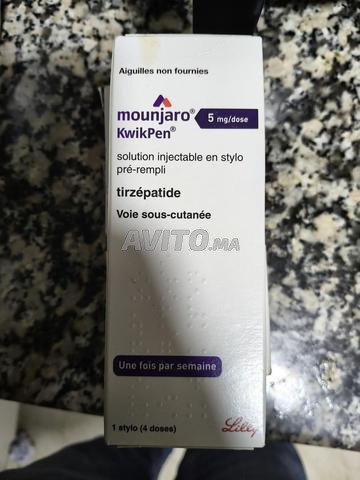 Aiguilles non fournies
mounjaro® 5 mg/dose
KwikPen®
solution injectable en stylo
pré-rempli
tirzépatide
Voie sous-cutanée
AVITO.ma
Une fois par semaine
1 stylo (4 doses)
Lilly